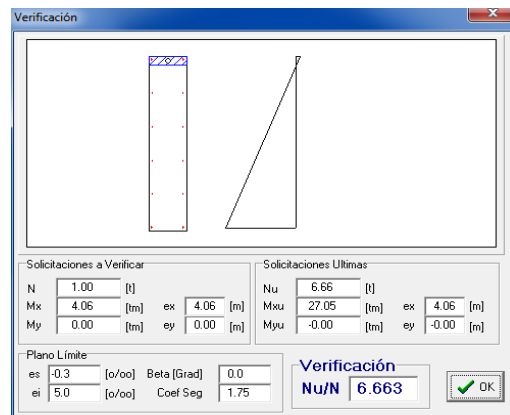 Verificación
Solicitaciones a Verificar
N 1.00 [t]
Mx 4.06 [tm] ex 4.06 [m]
My 0.00 [tm] ey 0.00 [m]
Solicitaciones Ultimas
Nu 6.66 [t]
Mxu 27.05 [tm] ex 4.06 [m]
Myu -0.00 [tm] ey -0.00 [m]
Plano Límite
es -0.3 [o/oo] Beta [Grad] 0.0
ei 5.0 [o/oo] Coef Seg 1.75
Verificación
Nu/N 6.663
OK